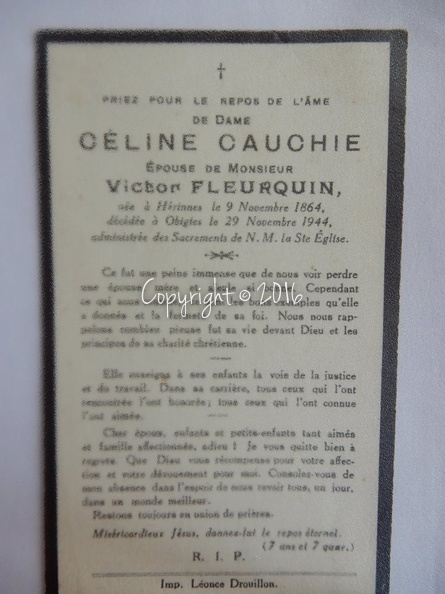 PRIEZ POUR LE REPOS DE L'ÂME
DE DAME
CÉLINE CAUCHIE
ÉPOUSE DE MONSIEUR
Victor FLEURQUIN,
née à Hérinnes le 9 Novembre 1864,
décédée à Obigies le 29 Novembre 1944,
administrée des Sacrements de N. M. la Ste Église.
Ce fut une peine immense que de nous voir perdre
une épouse, mère et si bonne. Cependant
ce qui nous ces exemples qu'elle
a donnés et la de sa foi. Nous nous rap-
pelons combien pieuse fut sa vie devant Dieu et les
principes de sa charité chrétienne.
Copyright © 2016
Elle enseigna à ses enfants la voie de la justice
et du travail. Dans sa carrière, tous ceux qui l'ont
rencontrée l'ont honorée; tous ceux qui l'ont connue
l'ont aimée.
Cher époux, enfants et petits-enfants tant aimés
et famille affectionnée, adieu! Je vous quitte bien à
regrets. Que Dieu vous récompense pour votre affec-
tion et votre dévouement pour moi. Consolez-vous de
mon absence dans l'espoir de nous revoir tous, un jour,
dans un monde meilleur.
Restons toujours en union de prières.
Miséricordieux Jésus, donnez-lui le repos éternel.
(7 ans et 7 quar.)
R. I. P.
Imp. Léonce Drouillon.